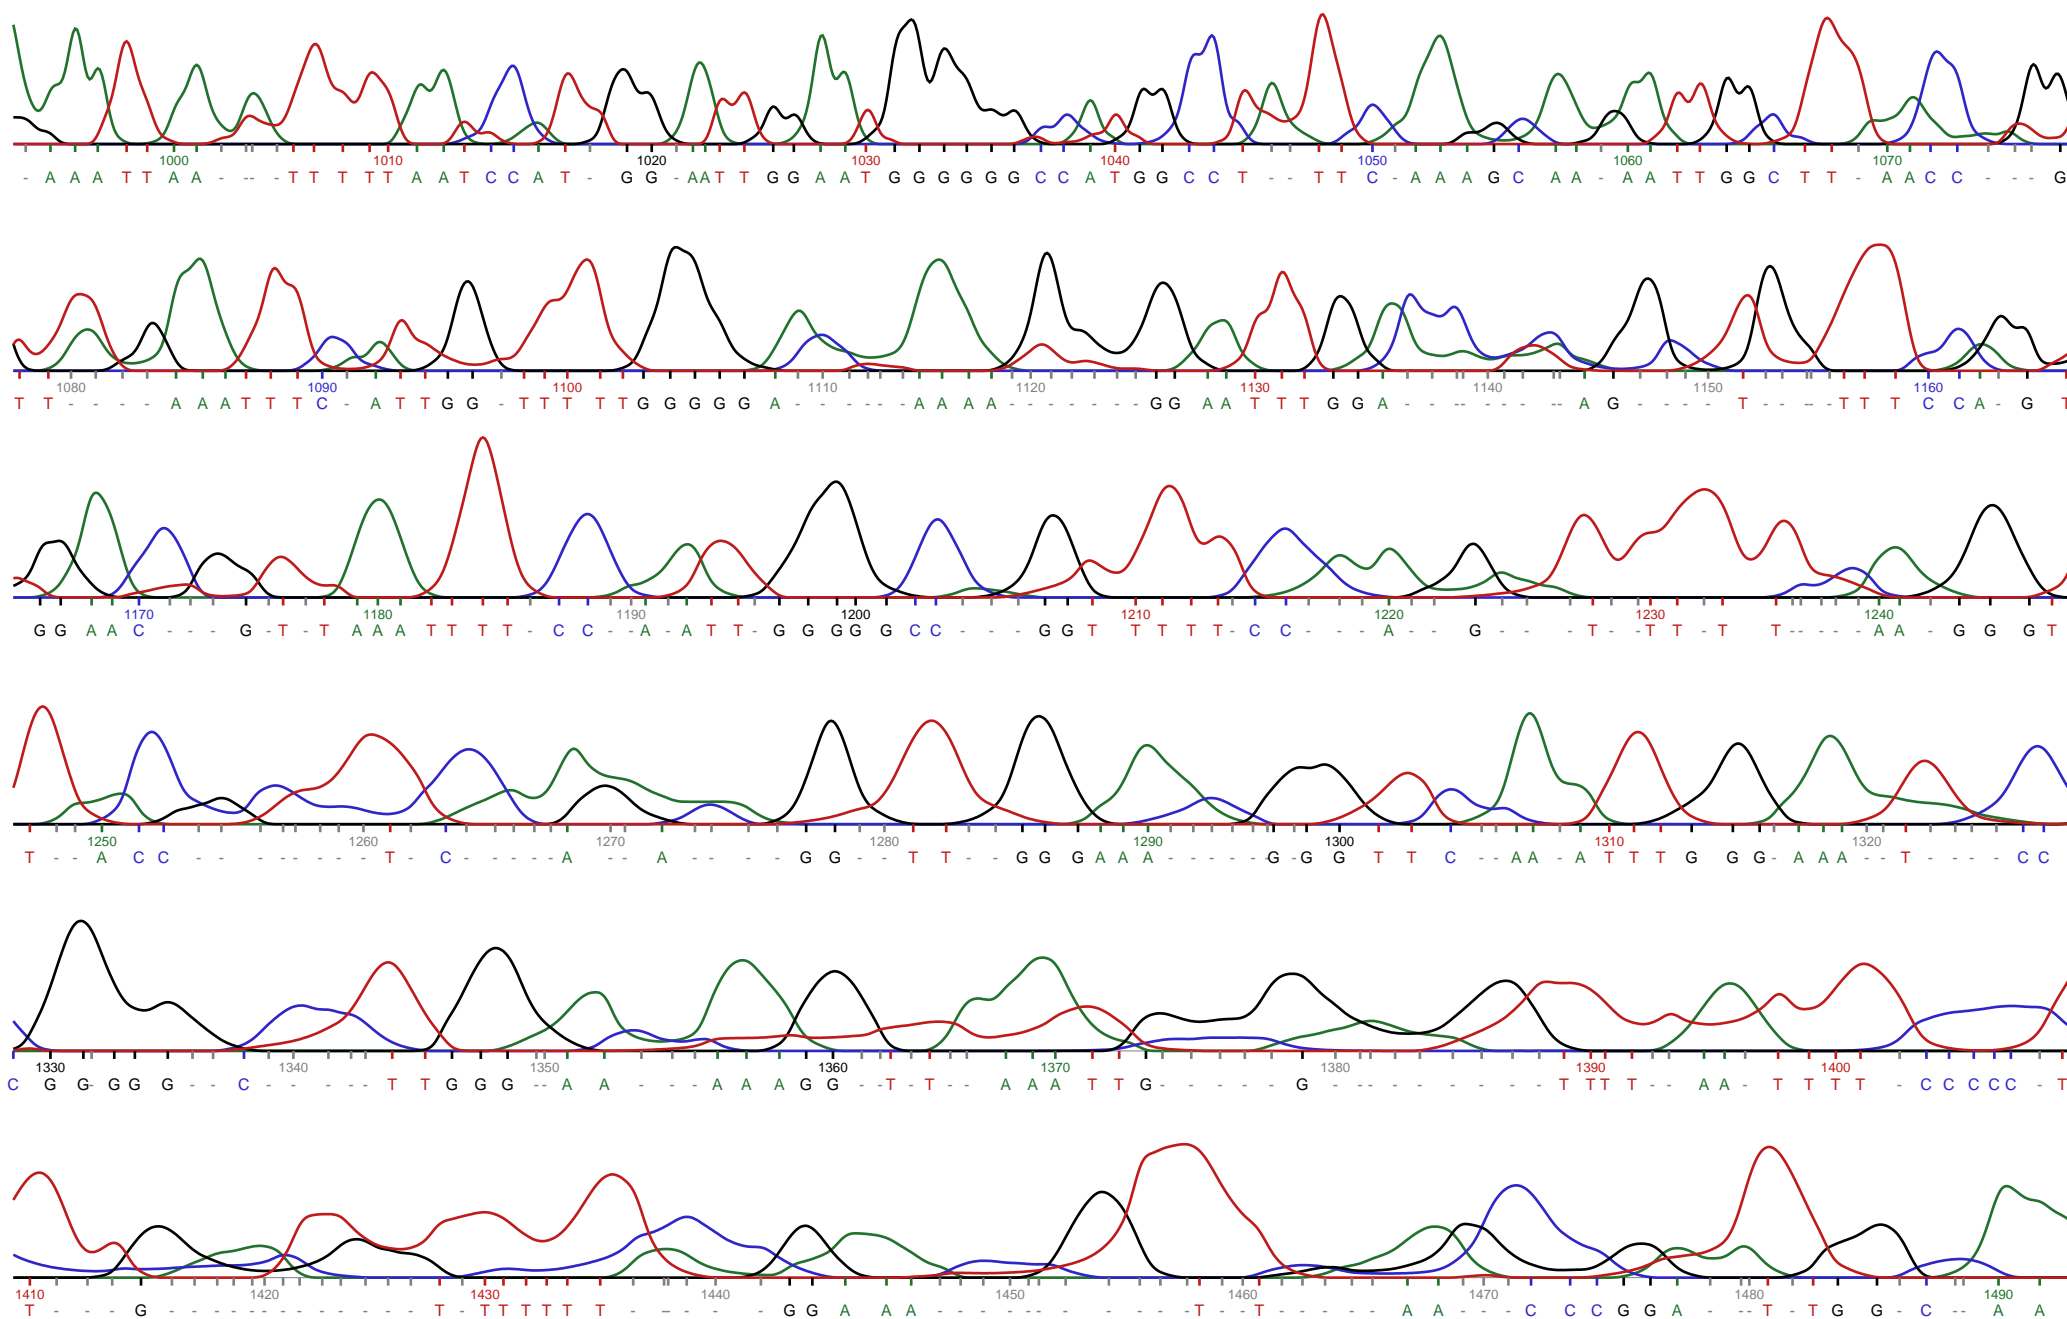 1000 1010 1020 1030 1040 1050 1060 1070
- A A A T T A A - - - - T T T T T A A T C C A T - G G - A A T T G G A A T G G G G G G C C A T G G C C T - - T T C - A A A G C A A - A A T T G G C T T - A A C C - - - G
1080 1090 1100 1110 1120 1130 1140 1150 1160
T T - - - - - A A A T T T C - A T T G G - T T T T T G G G G G A - - - - - - A A A A - - - - - - - G G A A T T T G G A - - - - - - - - - A G - - - - T - - - - T T T C C A - G T
1170 1180 1190 1200 1210 1220 1230 1240
G G A A C - - - G - T - T A A A T T T T - C C - - A - A T T - G G G G G C C - - - G G T T T T T - C C - - - A - - G - - - T - - T T - T T - - - - - A A - G G G T
1250 1260 1270 1280 1290 1300 1310 1320
T - - A C C - - - - - - - - T - C - - - - A - - A - - - - G G - - T T - - G G G A A A - - - - - G - G G T T C - - A A - A T T T G G G - A A A - - T - - - - - C C
1330 1340 1350 1360 1370 1380 1390 1400
C G G - G G G - - C - - - - - T T G G G - - A A - - - A A A G G - - T T - - A A A T T G - - - - - G - - - - - - - - T T T T - - A A - T T T T - C C C C C - T
1410 1420 1430 1440 1450 1460 1470 1480 1490
T - - - G - - - - - - - - - - - T T T T T T T - - - - - - G G A A A - - - - - - - - - T - T - - - - A A - - - C C C G G A - - - T - T G G - C - - A A